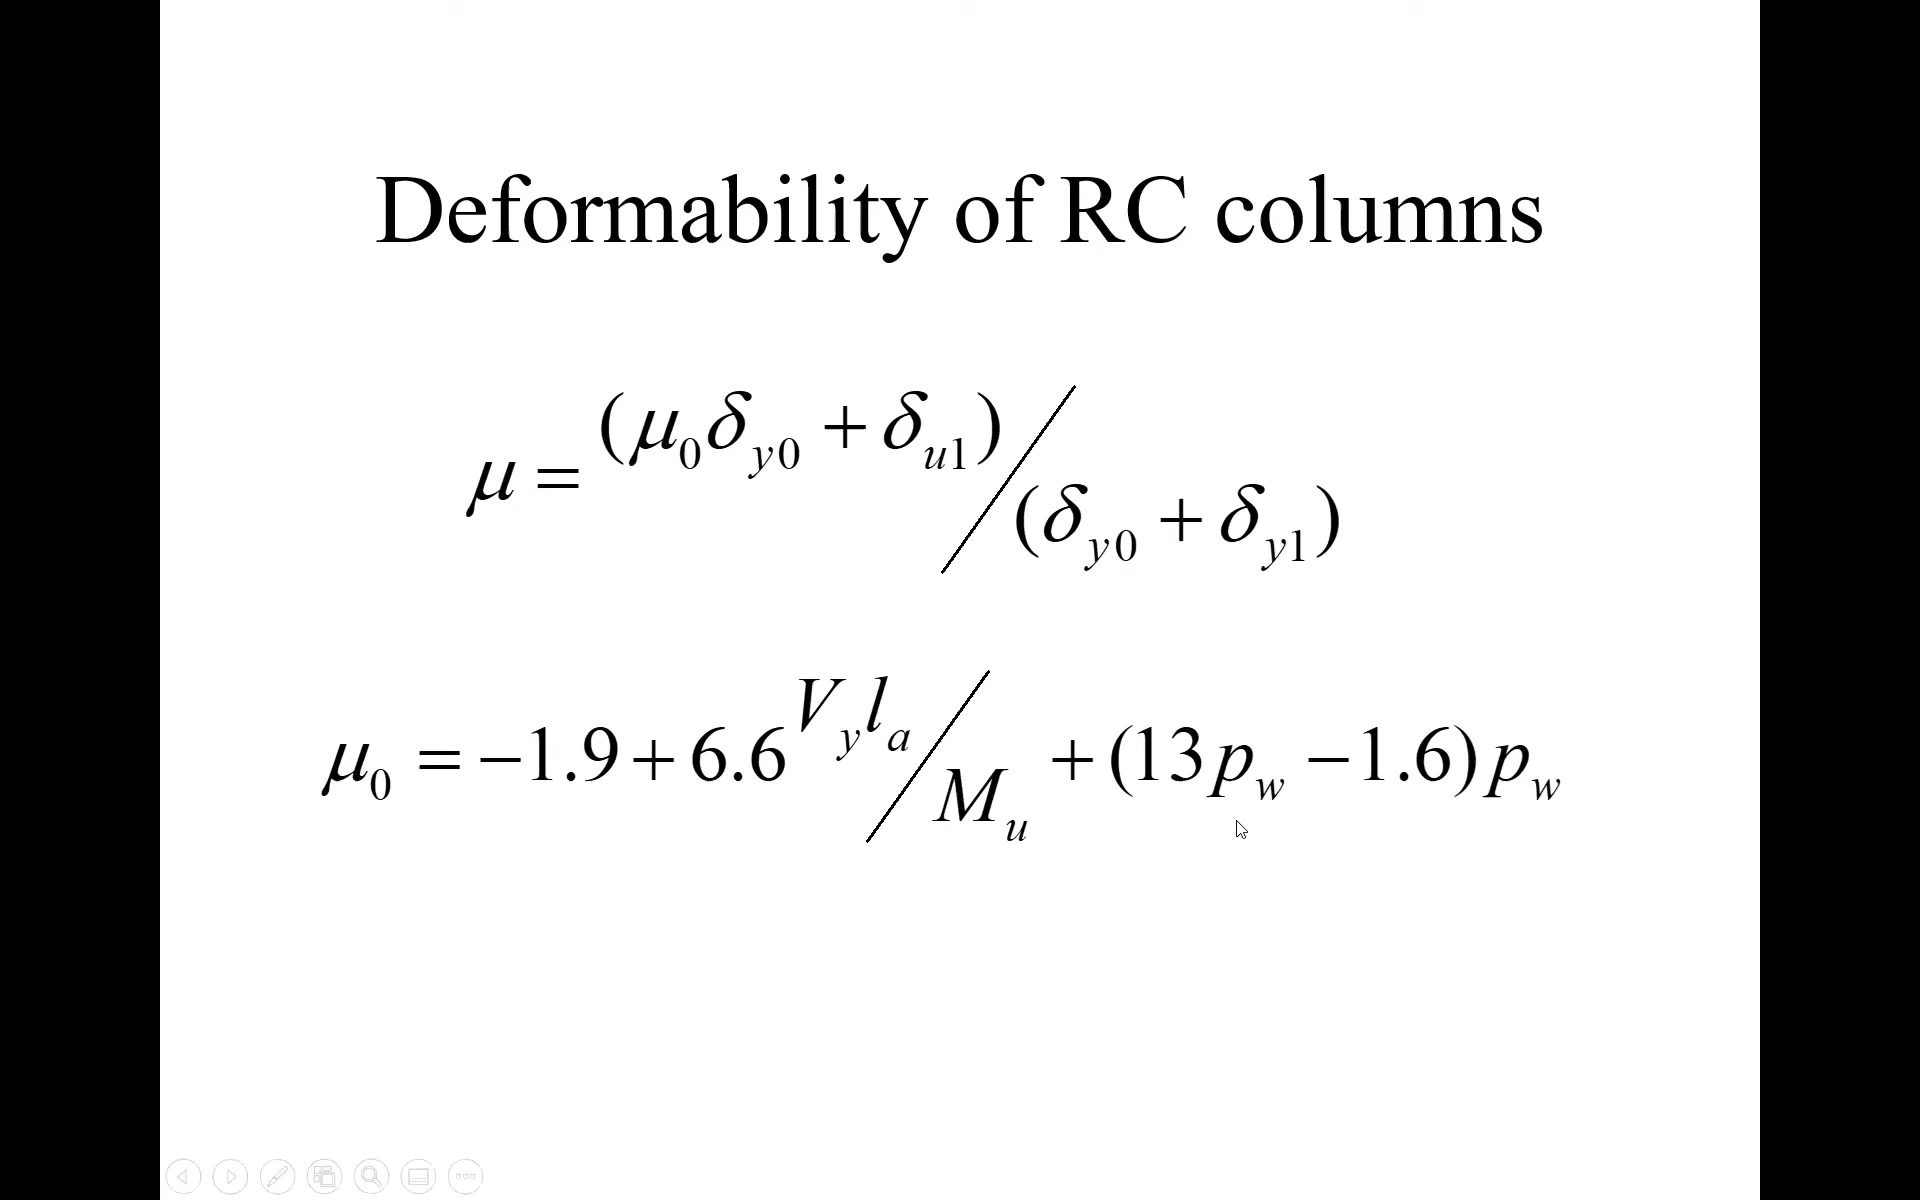 Deformability of RC columns
μ = (μ₀δ_y0 + δ_u1) / (δ_y0 + δ_y1)
μ₀ = −1.9 + 6.6 V_y l_a / M_u + (13p_w − 1.6)p_w